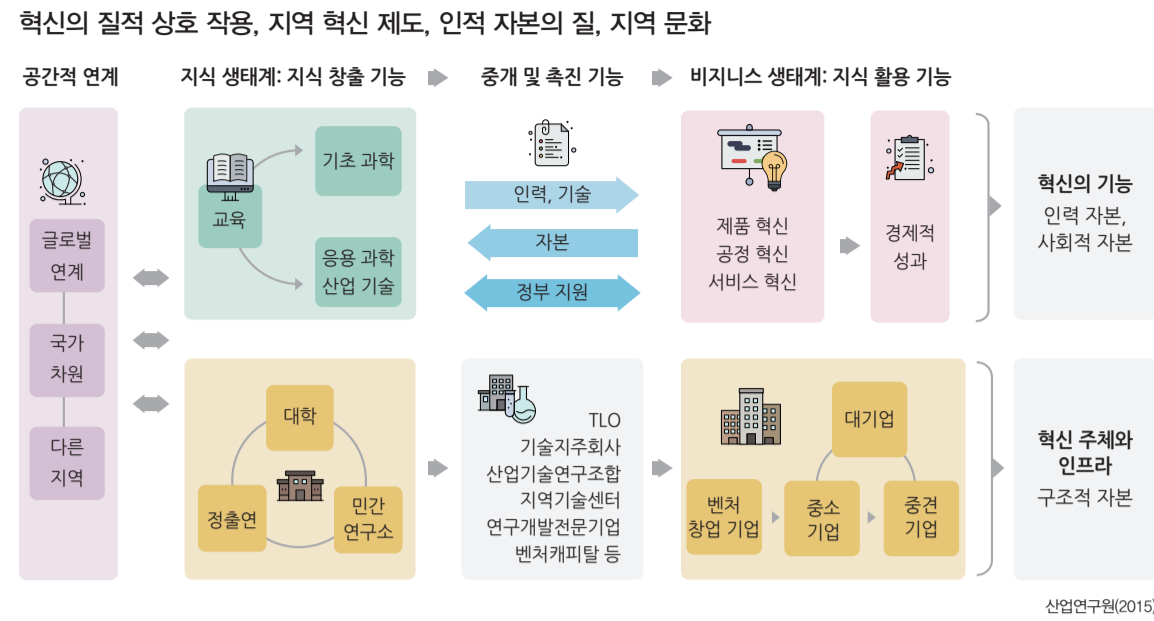 혁신의 질적 상호 작용, 지역 혁신 제도, 인적 자본의 질, 지역 문화
공간적 연계
지식 생태계: 지식 창출 기능
중개 및 촉진 기능
비지니스 생태계: 지식 활용 기능
글로벌
연계
국가
차원
다른
지역
교육
기초 과학
응용 과학
산업 기술
인력, 기술
자본
정부 지원
제품 혁신
공정 혁신
서비스 혁신
경제적
성과
혁신의 기능
인력 자본,
사회적 자본
대학
정출연
민간
연구소
TLO
기술지주회사
산업기술연구조합
지역기술센터
연구개발전문기업
벤처캐피탈 등
대기업
벤처
창업 기업
중소
기업
중견
기업
혁신 주체와
인프라
구조적 자본
산업연구원(2015)